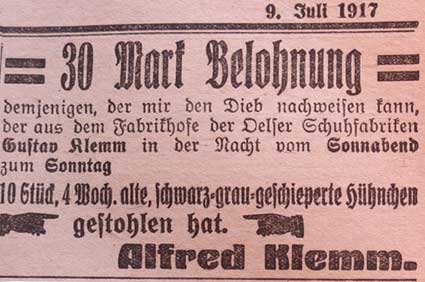 9. Juli 1917
30 Mark Belohnung
demjenigen, der mir den Dieb nachweisen kann,
der aus dem Fabrikhofe der Oelser Schuhfabriken
Gustav Klemm in der Nacht vom Sonnabend
zum Sonntag
10 Stück, 4 Woch. alte, schwarz-grau-geschieperte Hühnchen
gestohlen hat.
Alfred Klemm.